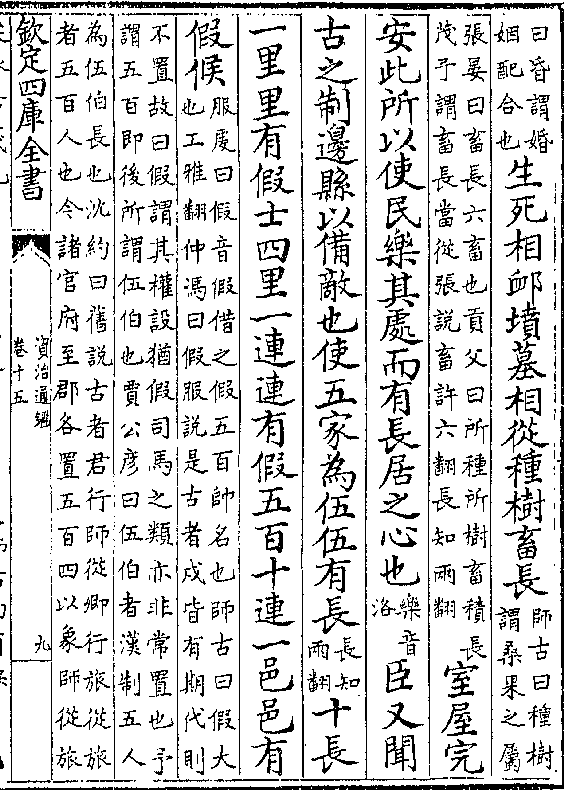 曰昏謂婚
姻配合也生死相䘏墳墓相從種樹畜長師古曰種樹
謂桑果之屬
張晏曰畜長六畜也貢父曰所種所樹畜積長
茂予謂畜長當從張說畜許六翻長知兩翻室屋完
安此所以使民樂其處而有長居之心也樂音
洛臣又聞
古之制邊縣以備敵也使五家為伍伍有長長知
兩翻十長
一里里有假士四里一連連有假五百十連一邑邑有
假候服虔曰假音假借之假五百帥名也師古曰假大
也工雅翻仲馮曰假服說是古者戍皆有期代則
不置故曰假謂其權設猶假司馬之類亦非常置也予
謂五百即後所謂伍伯也賈公彥曰伍伯者漢制五人
為伍伯長也沈約曰舊說古者君行師從卿行旅從旅
者五百人也今諸官府至郡各置五百四以象師從旅
欽定四庫全書
資治通鑑
卷十五
九